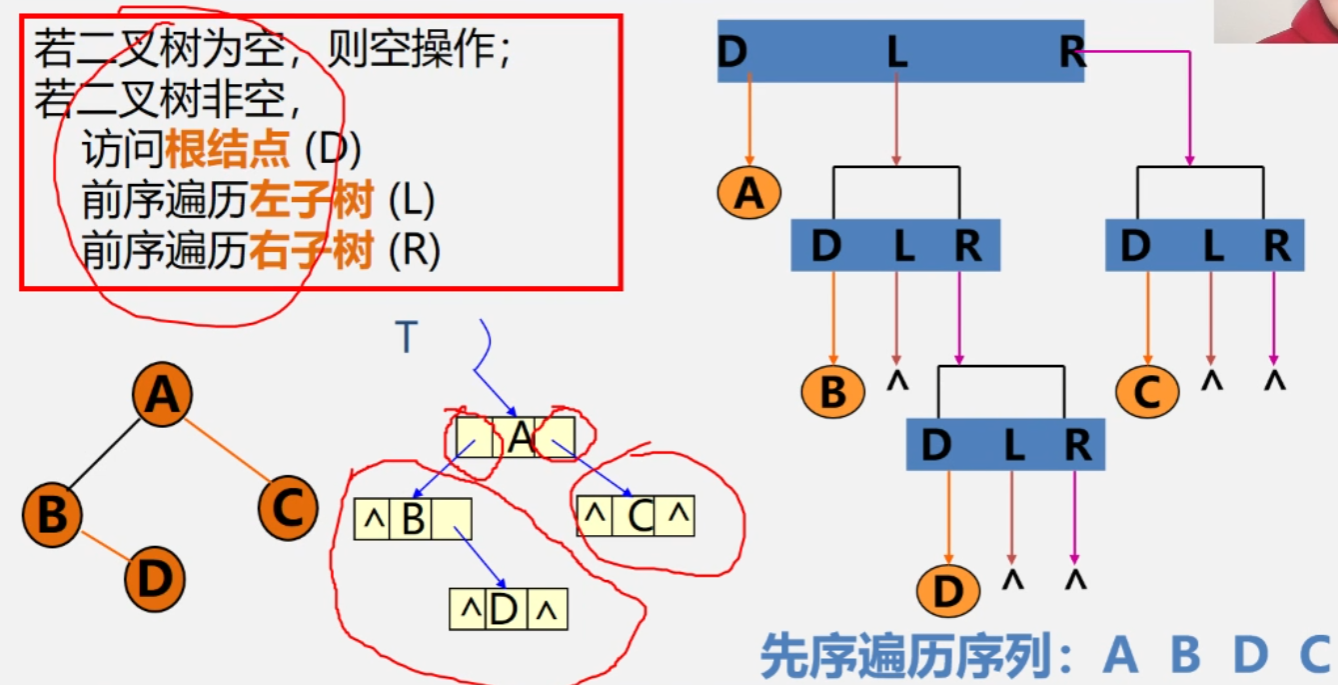 若二叉树为空，则空操作；
若二叉树非空，
访问根结点 (D)
前序遍历左子树 (L)
前序遍历右子树 (R)
D L R
A
D L R
D L R
B ^ C ^ ^
D L R
D ^ ^
T
A
^ B
^ C ^
^ D ^
A
B
C
D
先序遍历序列：A B D C